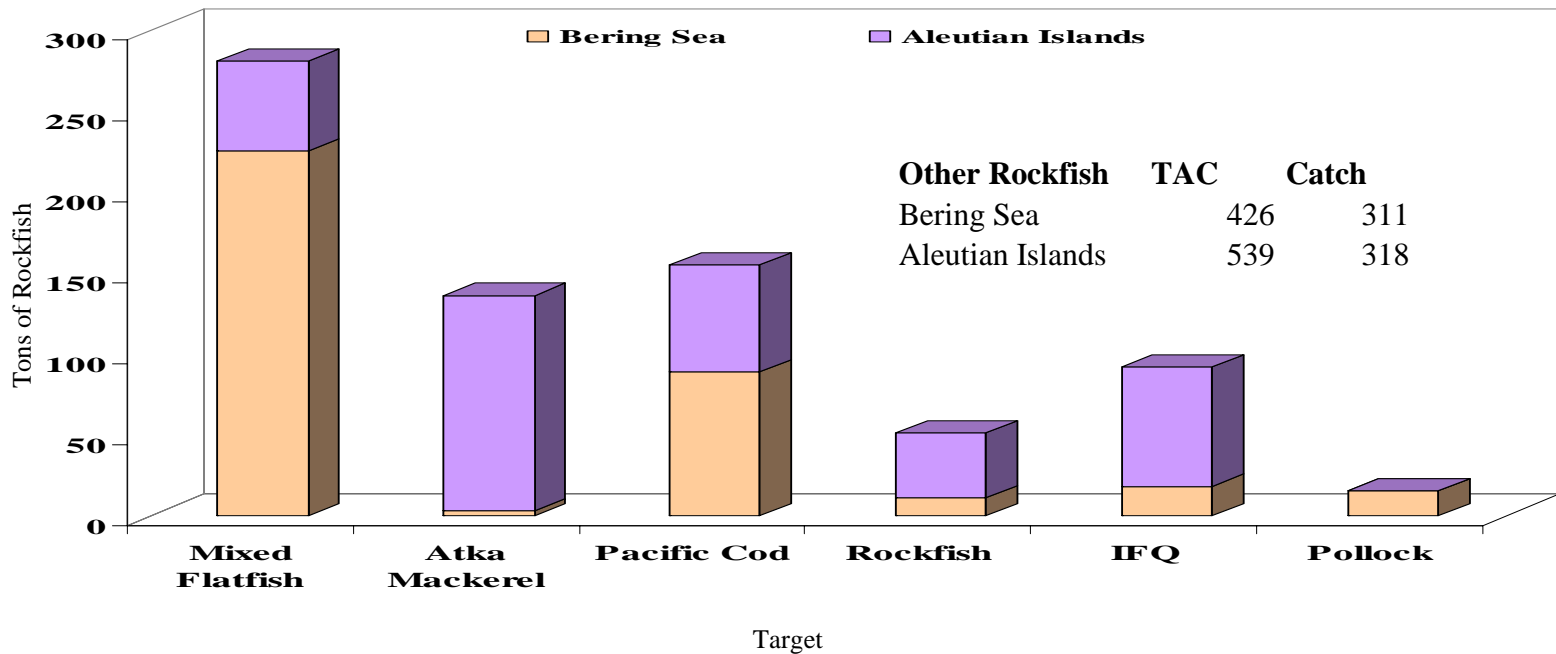 Bering Sea Aleutian Islands
300
250
200
150
100
50
0
Tons of Rockfish
Other Rockfish TAC Catch
Bering Sea 426 311
Aleutian Islands 539 318
Mixed Flatfish
Atka Mackerel
Pacific Cod
Rockfish
IFQ
Pollock
Target